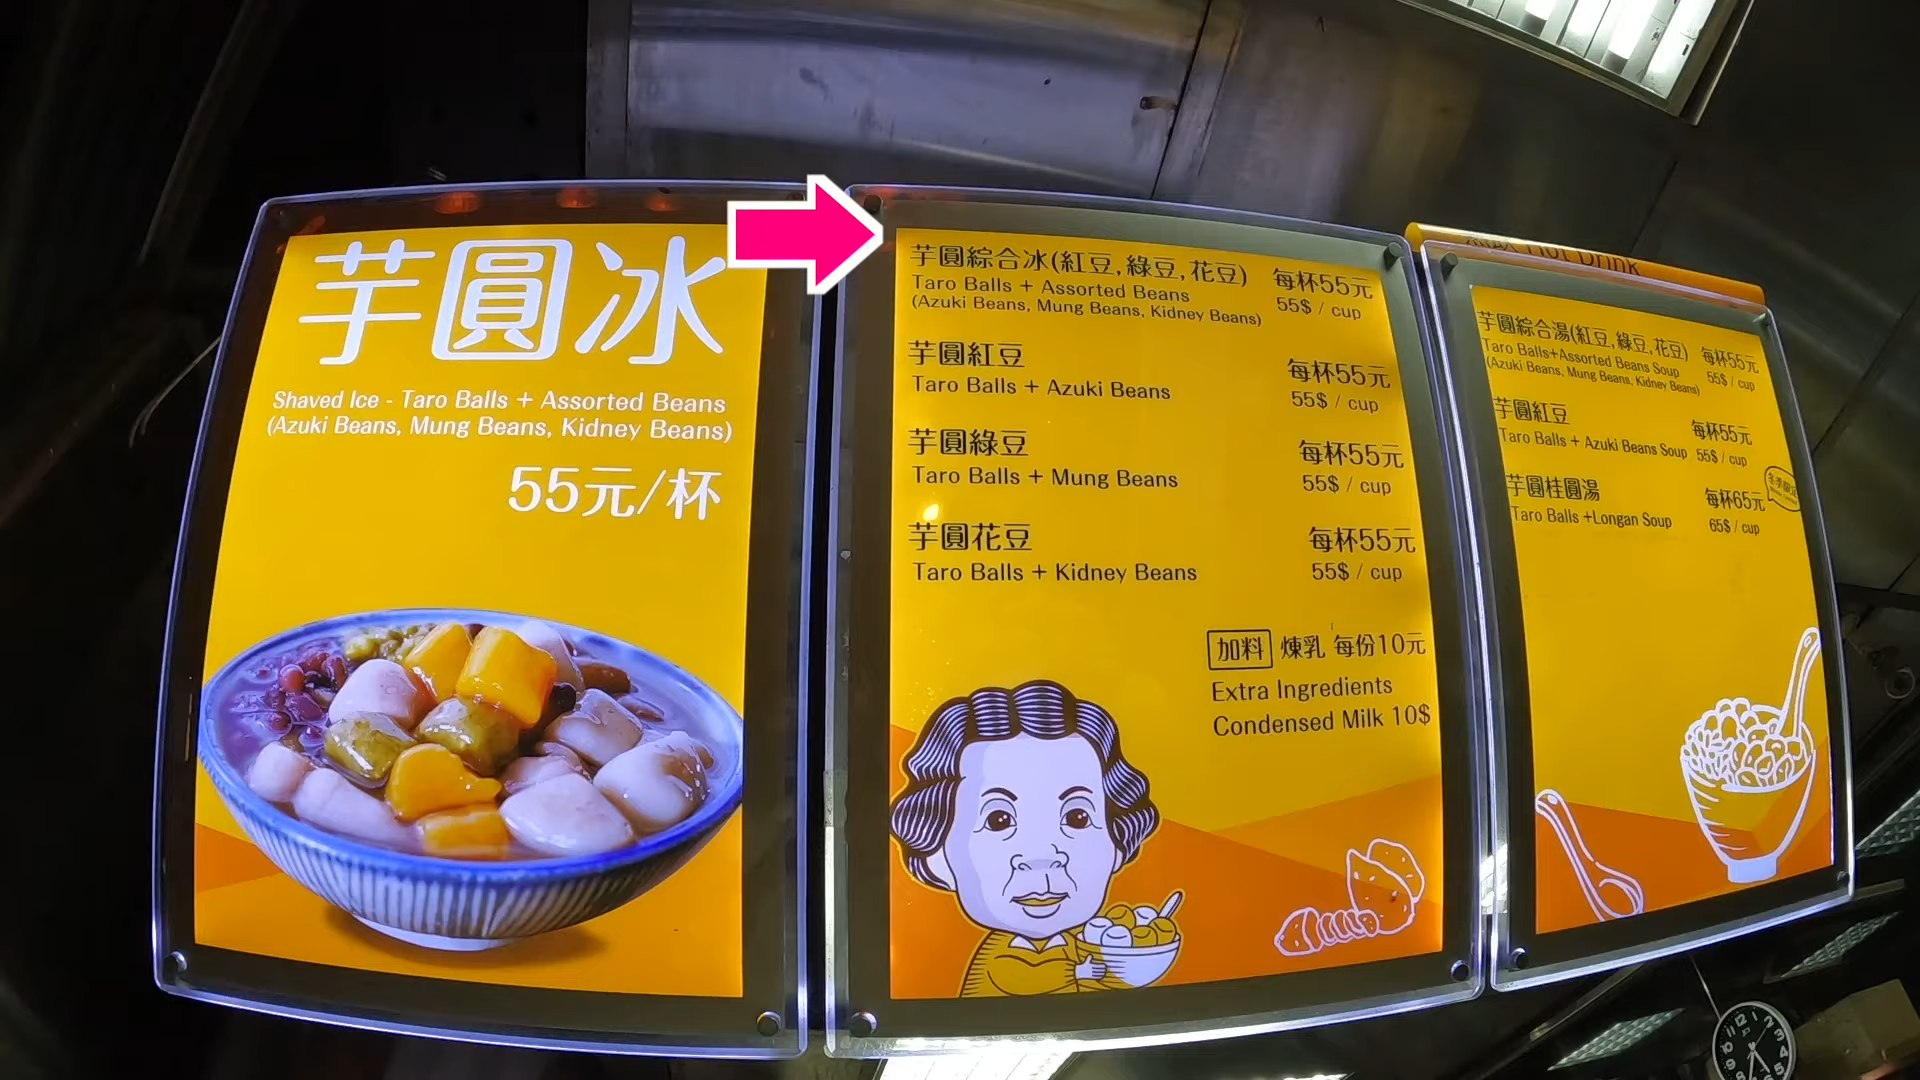 芋圓冰
Shaved Ice - Taro Balls + Assorted Beans
(Azuki Beans, Mung Beans, Kidney Beans)
55元/杯
芋圓綜合冰(紅豆,綠豆,花豆) 每杯55元
Taro Balls + Assorted Beans 55$ / cup
(Azuki Beans, Mung Beans, Kidney Beans)
芋圓紅豆 每杯55元
Taro Balls + Azuki Beans 55$ / cup
芋圓綠豆 每杯55元
Taro Balls + Mung Beans 55$ / cup
芋圓花豆 每杯55元
Taro Balls + Kidney Beans 55$ / cup
加料 煉乳 每份10元
Extra Ingredients
Condensed Milk 10$
Hot Drink
芋圓綜合湯(紅豆,綠豆,花豆) 每杯55元
Taro Balls+Assorted Beans Soup 55$ / cup
(Azuki Beans, Mung Beans, Kidney Beans)
芋圓紅豆 每杯55元
Taro Balls + Azuki Beans Soup 55$ / cup
芋圓桂圓湯 每杯65元
Taro Balls +Longan Soup 65$ / cup
冬季限定